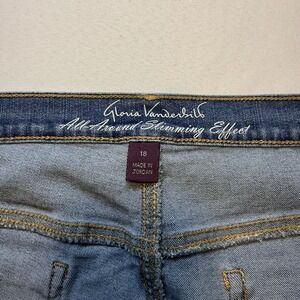 Gloria Vanderbilt
All-Around Slimming Effect
18
MADE IN
JORDAN